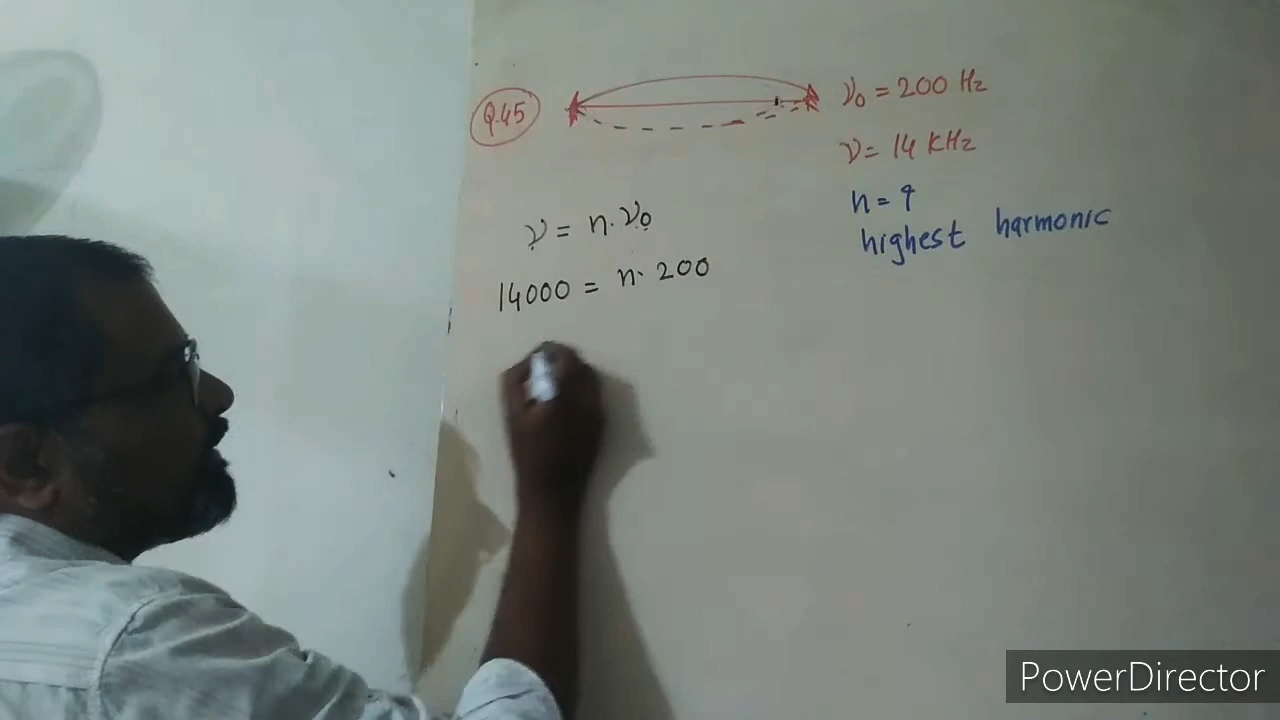 Q.45
ν₀ = 200 Hz
ν = 14 KHz
n = ?
highest harmonic
ν = n.ν₀
14000 = n. 200
PowerDirector